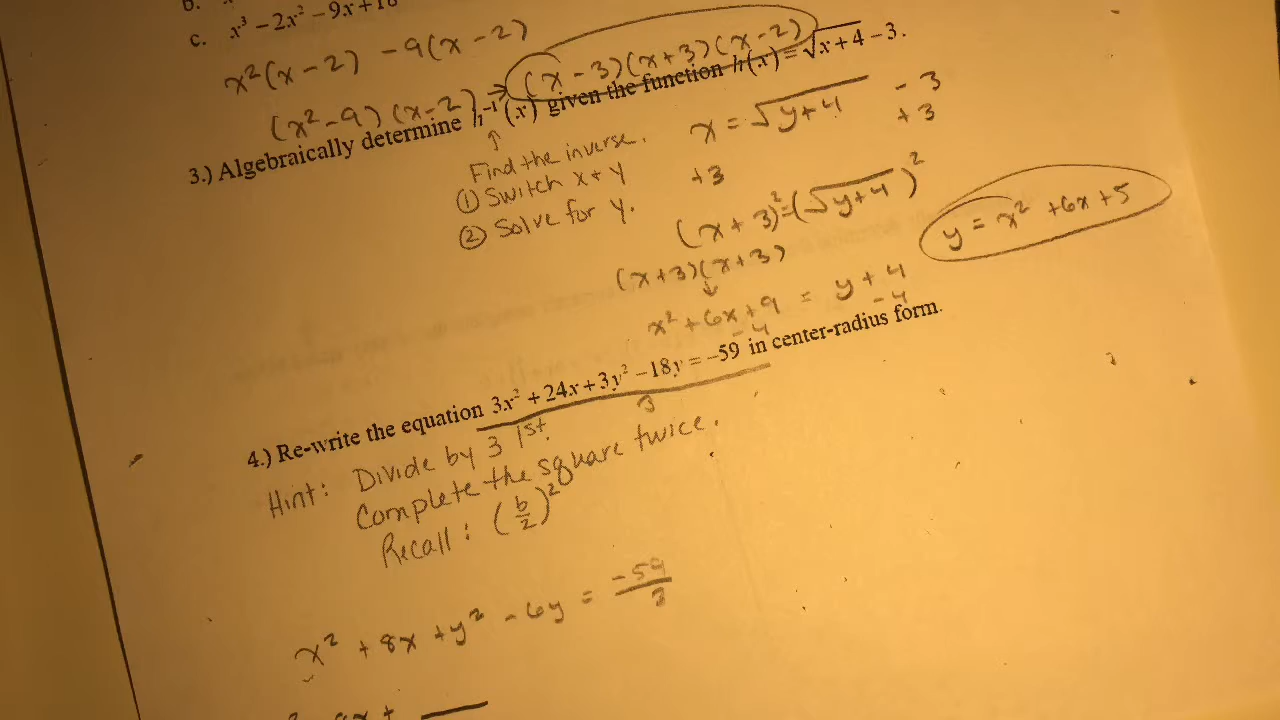 b.
c. x³ − 2x² − 9x + 18
x²(x − 2) − 9(x − 2)
(x² − 9)(x − 2) → (x − 3)(x + 3)(x − 2)
3.) Algebraically determine h⁻¹(x) given the function h(x) = √(x + 4) − 3.
↑
Find the inverse.
① Switch x + y
② Solve for y.
x = √(y + 4) − 3
+3 +3
(x + 3)² = (√(y + 4))²
(x + 3)(x + 3)
↓
x² + 6x + 9 = y + 4
− 4 − 4
y = x² + 6x + 5
4.) Re-write the equation 3x² + 24x + 3y² − 18y = −59 in center-radius form.
3
Hint: Divide by 3 1st.
Complete the square twice.
Recall: (b/2)²
x² + 8x + y² − 6y = −59/3